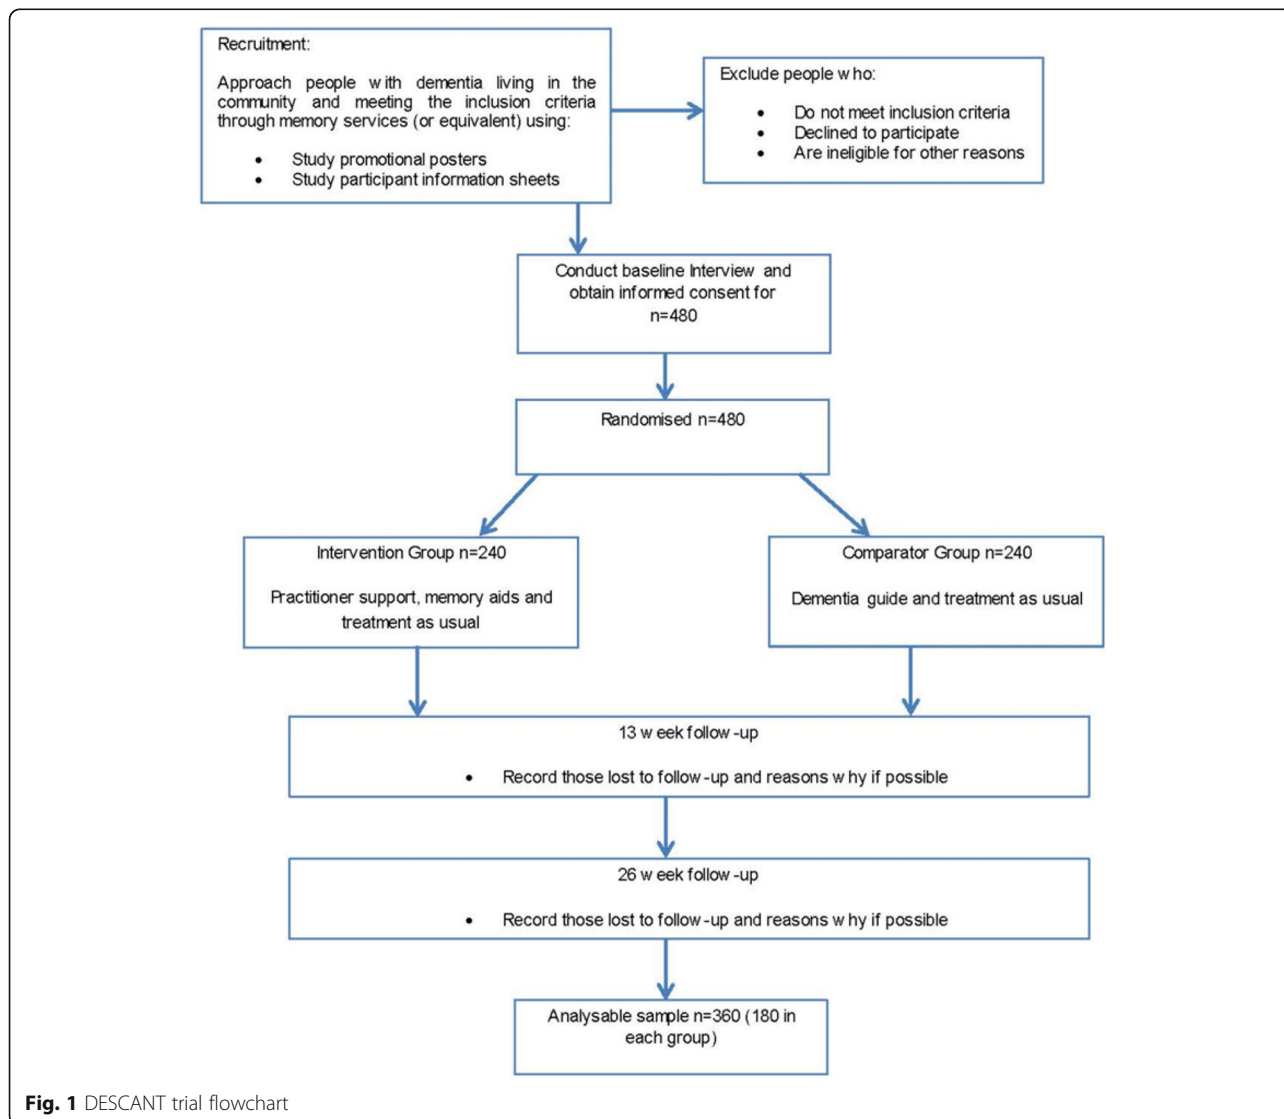 Recruitment:
Approach people with dementia living in the
community and meeting the inclusion criteria
through memory services (or equivalent) using:
• Study promotional posters
• Study participant information sheets
Exclude people who:
• Do not meet inclusion criteria
• Declined to participate
• Are ineligible for other reasons
Conduct baseline Interview and
obtain informed consent for
n=480
Randomised n=480
Intervention Group n=240
Practitioner support, memory aids and
treatment as usual
Comparator Group n=240
Dementia guide and treatment as usual
13 week follow-up
• Record those lost to follow-up and reasons why if possible
26 week follow-up
• Record those lost to follow-up and reasons why if possible
Analysable sample n=360 (180 in
each group)
Fig. 1 DESCANT trial flowchart